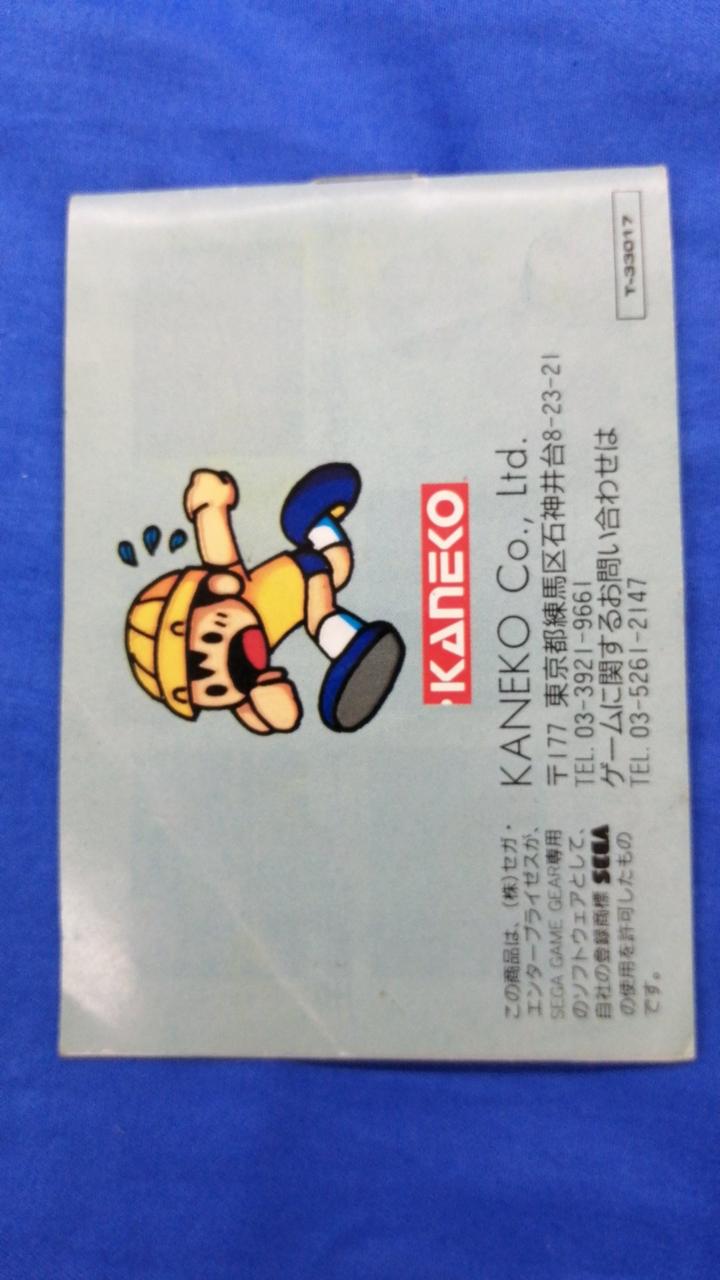 KANEKO
KANEKO Co., Ltd.
〒177 東京都練馬区石神井台8-23-21
TEL. 03-3921-9661
ゲームに関するお問い合わせは
TEL. 03-5261-2147
この商品は、(株)セガ・
エンタープライゼスが、
SEGA GAME GEAR専用
のソフトウェアとして、
自社の登録商標 SEGA
の使用を許可したもの
です。
T-33017